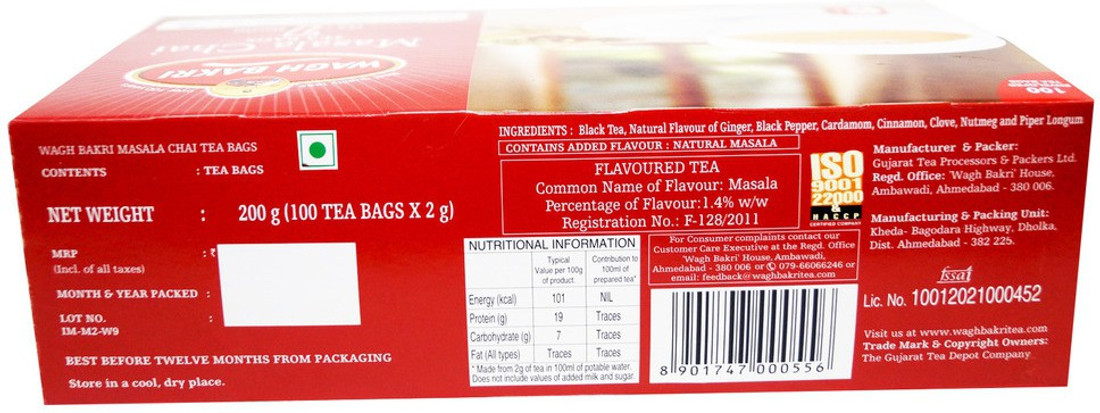 Masala Chai
WAGH BAKRI
100
WAGH BAKRI MASALA CHAI TEA BAGS
CONTENTS : TEA BAGS
NET WEIGHT : 200 g (100 TEA BAGS X 2 g)
MRP : ₹
(Incl. of all taxes)
MONTH & YEAR PACKED :
LOT NO. :
IM-M2-W9
BEST BEFORE TWELVE MONTHS FROM PACKAGING
Store in a cool, dry place.
INGREDIENTS : Black Tea, Natural Flavour of Ginger, Black Pepper, Cardamom, Cinnamon, Clove, Nutmeg and Piper Longum
CONTAINS ADDED FLAVOUR : NATURAL MASALA
FLAVOURED TEA
Common Name of Flavour: Masala
Percentage of Flavour:1.4% w/w
Registration No.: F-128/2011
NUTRITIONAL INFORMATION
Typical Value per 100g of product
Contribution to 100ml of prepared tea*
Energy (kcal) 101 NIL
Protein (g) 19 Traces
Carbohydrate (g) 7 Traces
Fat (All types) Traces Traces
* Made from 2g of tea in 100ml of potable water.
Does not include values of added milk and sugar.
For Consumer complaints contact our
Customer Care Executive at the Regd. Office
'Wagh Bakri' House, Ambawadi,
Ahmedabad - 380 006 or 079-66066246 or
email: feedback@waghbakritea.com
8 901747 000556
ISO
9001
22000
&
HACCP
CERTIFIED COMPANY
Manufacturer & Packer:
Gujarat Tea Processors & Packers Ltd.
Regd. Office: 'Wagh Bakri' House,
Ambawadi, Ahmedabad - 380 006.
Manufacturing & Packing Unit:
Kheda- Bagodara Highway, Dholka,
Dist. Ahmedabad - 382 225.
fssai
Lic. No. 10012021000452
Visit us at www.waghbakritea.com
Trade Mark & Copyright Owners:
The Gujarat Tea Depot Company